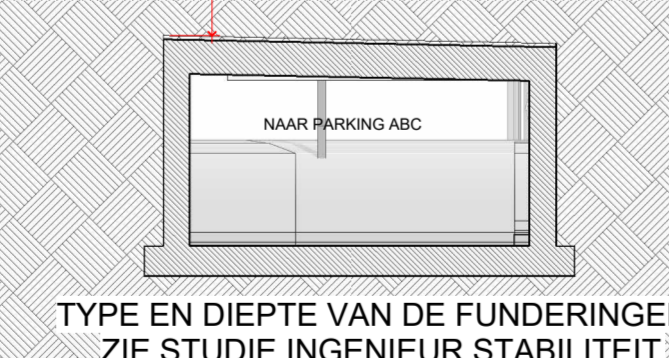 NAAR PARKING ABC
TYPE EN DIEPTE VAN DE FUNDERINGE
ZIE STUDIE INGENIEUR STABILITEIT